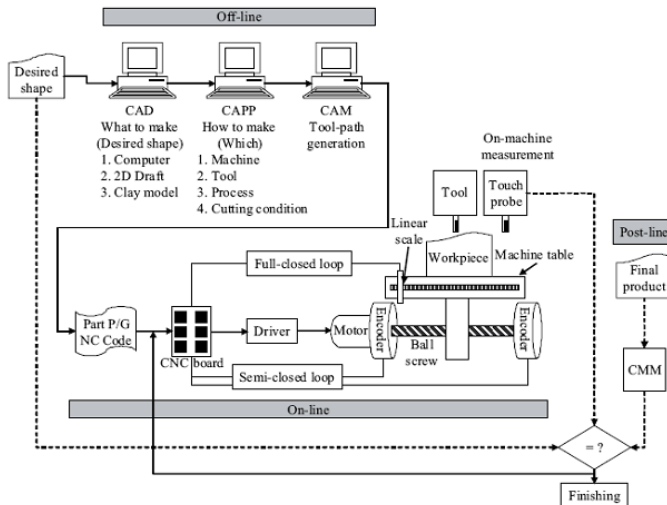 Off-line
Desired
shape
CAD
What to make
(Desired shape)
1. Computer
2. 2D Draft
3. Clay model
CAPP
How to make
(Which)
1. Machine
2. Tool
3. Process
4. Cutting condition
CAM
Tool-path
generation
On-machine
measurement
Tool
Touch
probe
Post-line
Linear
scale
Workpiece
Machine table
Final
product
Full-closed loop
Part P/G
NC Code
CNC board
Driver
Motor
Encoder
Ball
screw
Encoder
Semi-closed loop
CMM
On-line
= ?
Finishing